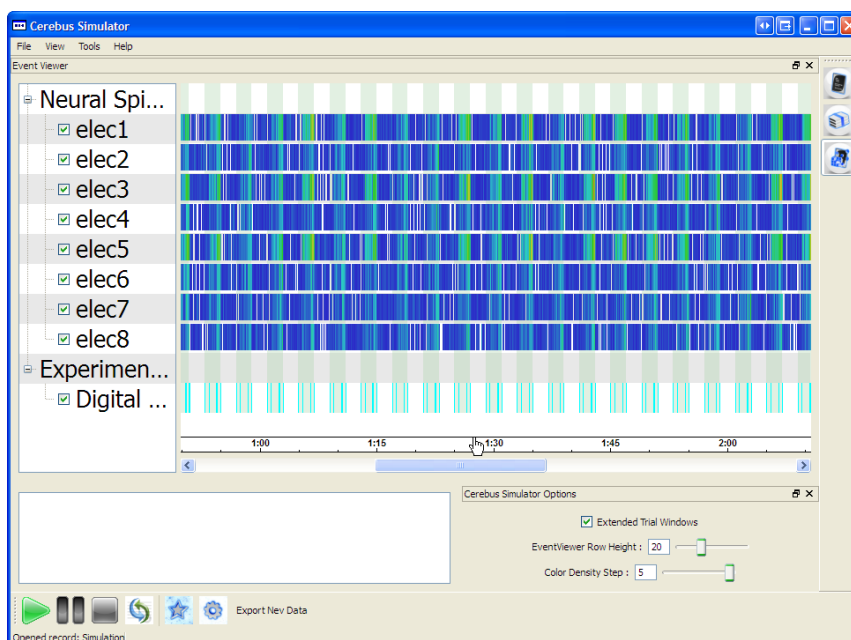 Cerebus Simulator
File View Tools Help
Event Viewer
Neural Spi...
elec1
elec2
elec3
elec4
elec5
elec6
elec7
elec8
Experimen...
Digital ...
1:00 1:15 1:30 1:45 2:00
Cerebus Simulator Options
Extended Trial Windows
EventViewer Row Height : 20
Color Density Step : 5
Export Nev Data
Opened record: Simulation